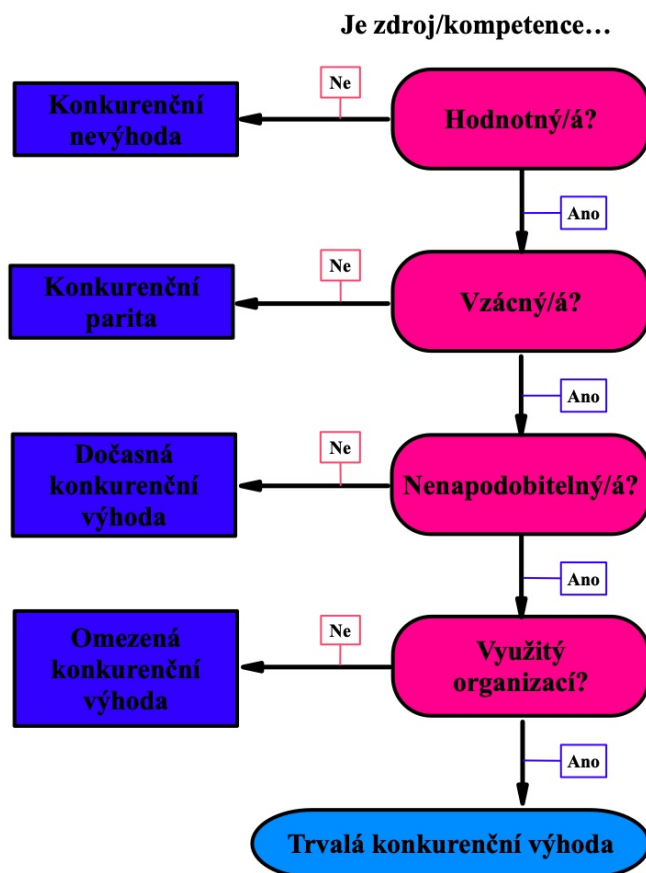 Je zdroj/kompetence…
Ne
Konkurenční
nevýhoda
Hodnotný/á?
Ano
Ne
Konkurenční
parita
Vzácný/á?
Ano
Ne
Dočasná
konkurenční
výhoda
Nenapodobitelný/á?
Ano
Ne
Omezená
konkurenční
výhoda
Využitý
organizací?
Ano
Trvalá konkurenční výhoda